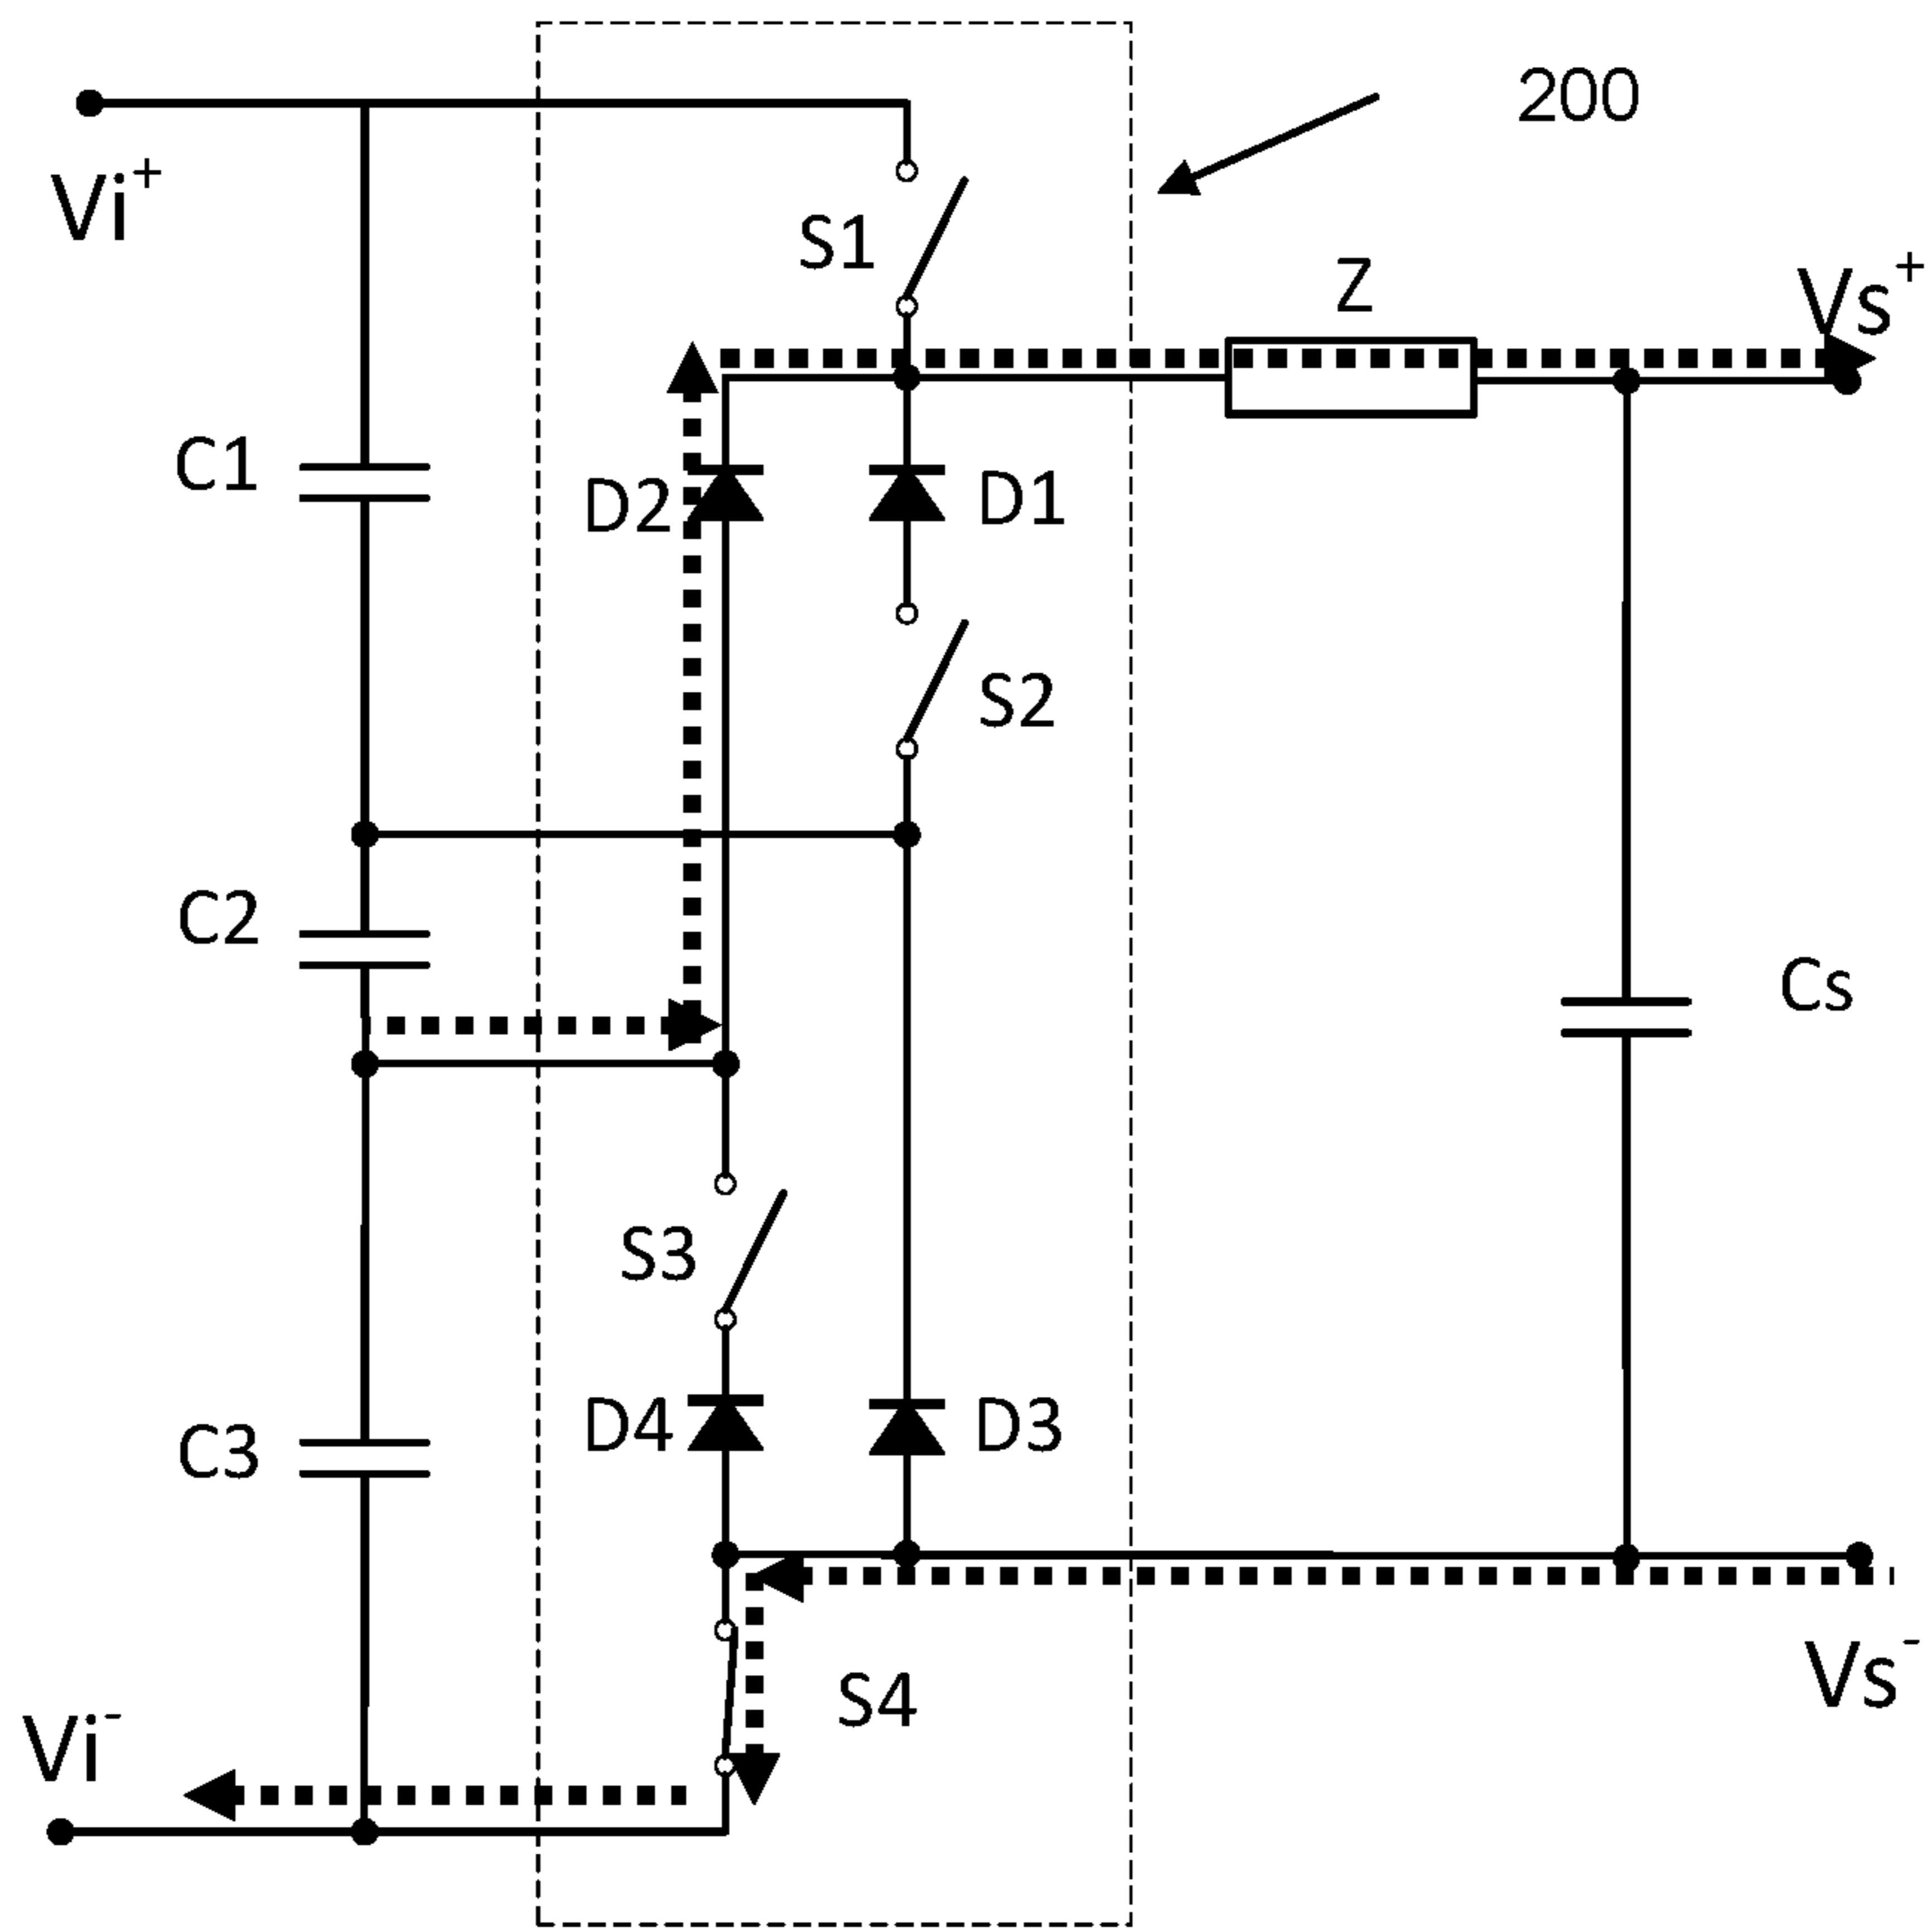 200
Vi+
S1
Z
Vs+
C1
D2
D1
S2
C2
Cs
S3
C3
D4
D3
S4
Vs-
Vi-